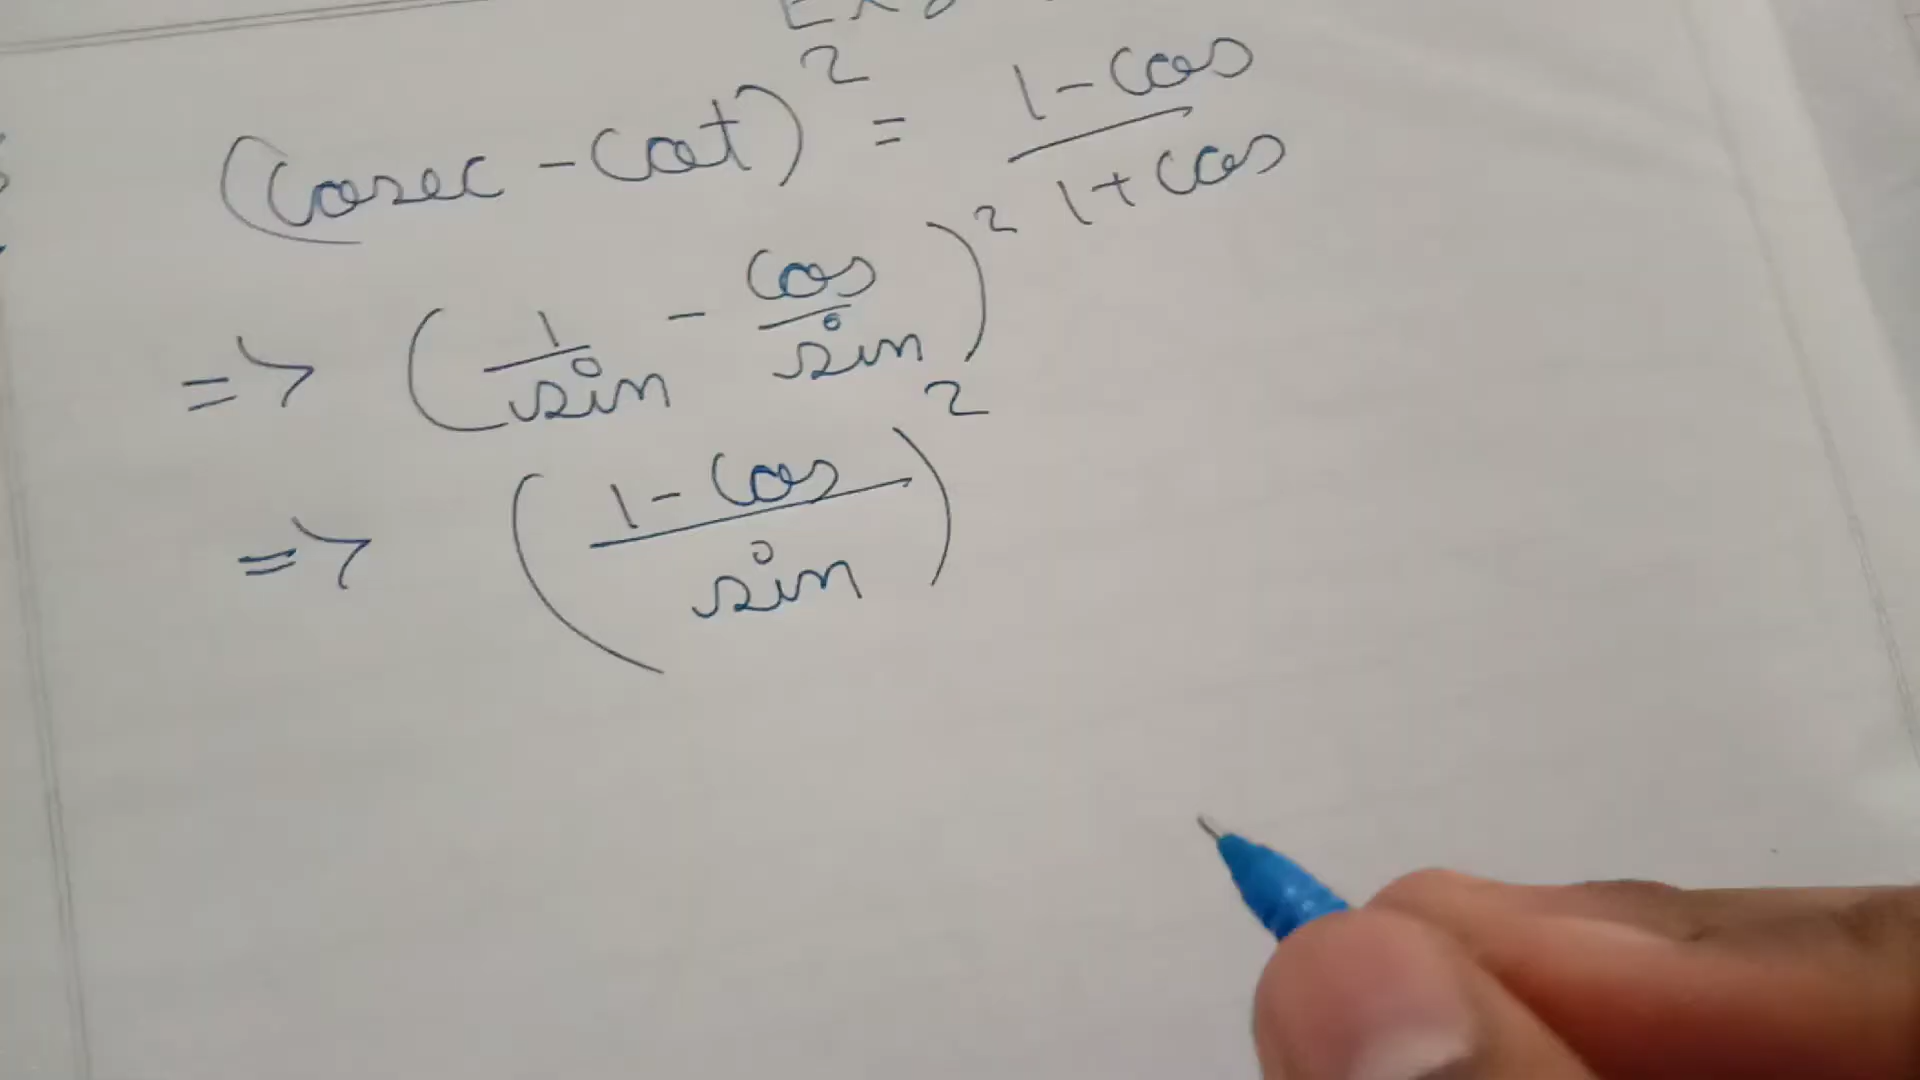 (Cosec - Cot)² = 1 - Cos / 1 + Cos
=> (1 / sin - Cos / sin)²
=> (1 - Cos / sin)²